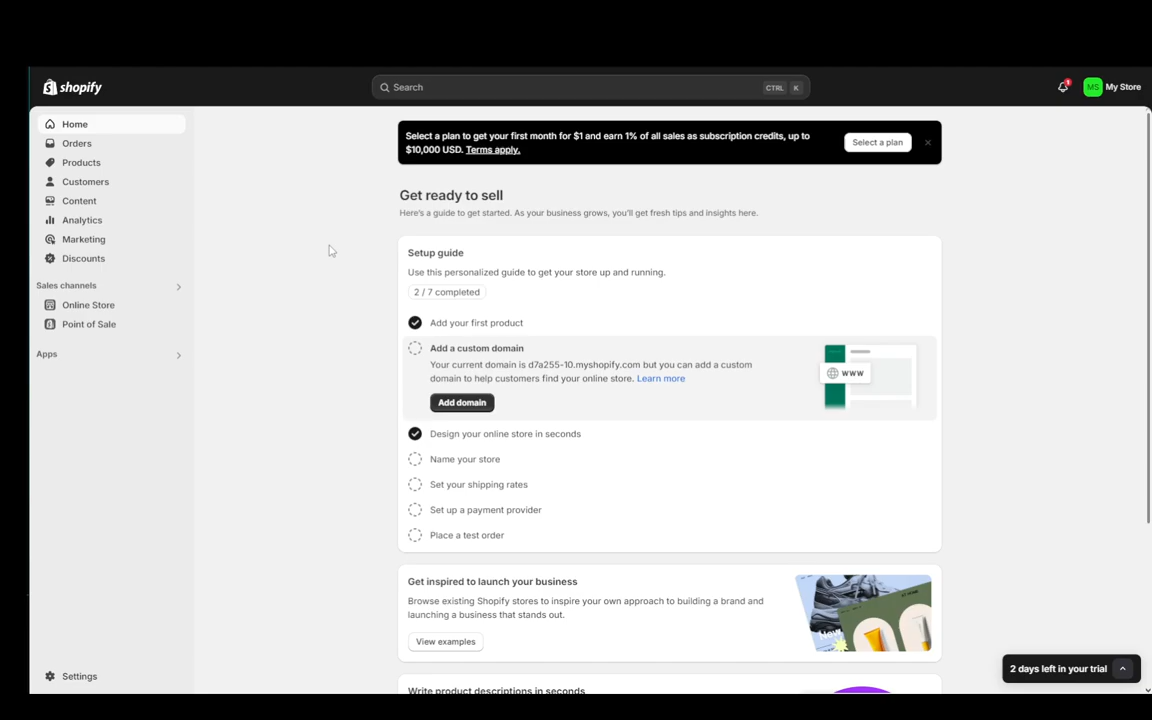 shopify
Search
CTRL K
1
MS
My Store
Home
Orders
Products
Customers
Content
Analytics
Marketing
Discounts
Sales channels
Online Store
Point of Sale
Apps
Settings
Select a plan to get your first month for $1 and earn 1% of all sales as subscription credits, up to
$10,000 USD. Terms apply.
Select a plan
Get ready to sell
Here's a guide to get started. As your business grows, you'll get fresh tips and insights here.
Setup guide
Use this personalized guide to get your store up and running.
2 / 7 completed
Add your first product
Add a custom domain
Your current domain is d7a255-10.myshopify.com but you can add a custom
domain to help customers find your online store. Learn more
Add domain
www
Design your online store in seconds
Name your store
Set your shipping rates
Set up a payment provider
Place a test order
Get inspired to launch your business
Browse existing Shopify stores to inspire your own approach to building a brand and
launching a business that stands out.
View examples
New
Write product descriptions in seconds
2 days left in your trial